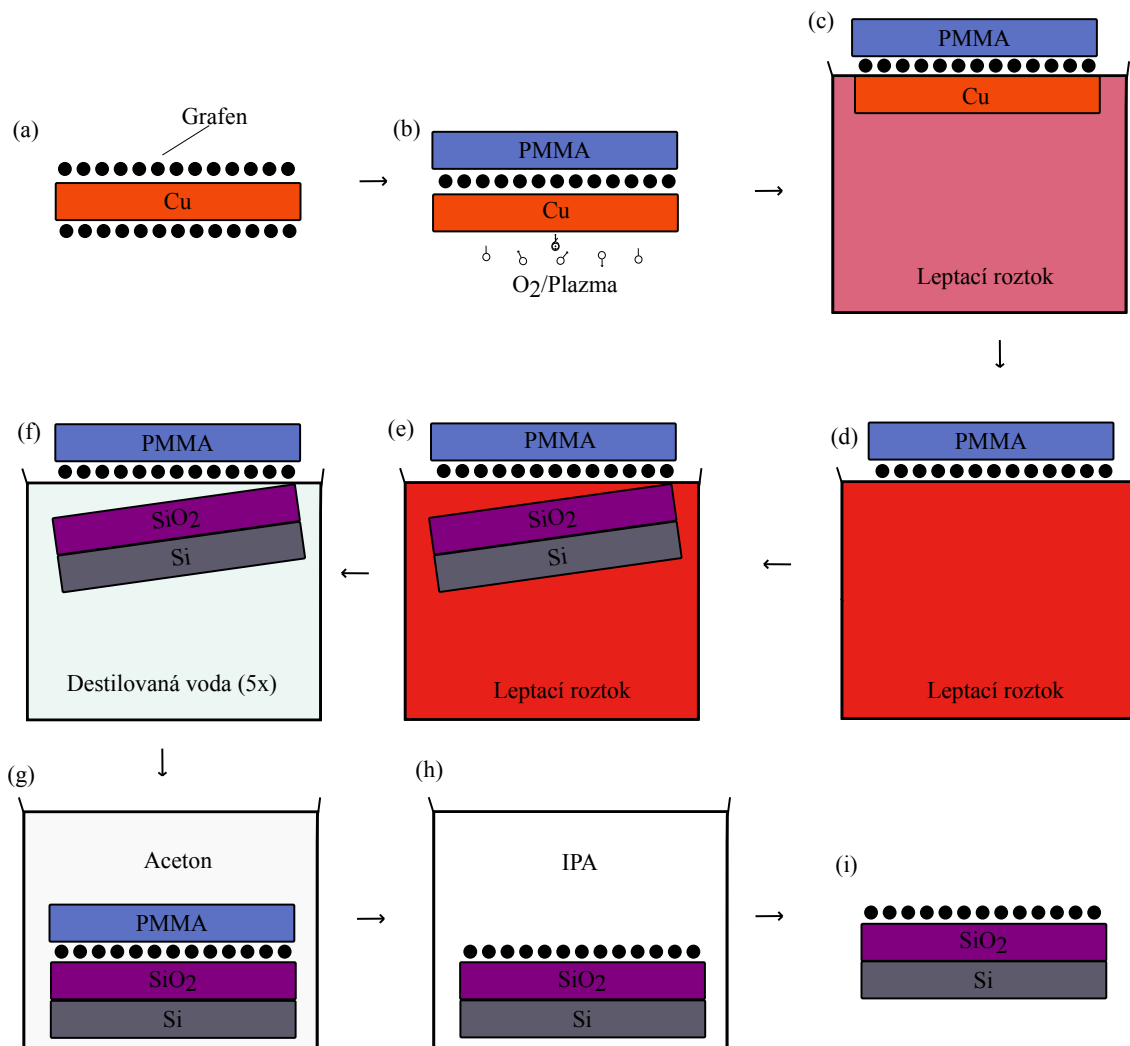 (a)
Grafen
Cu
(b)
PMMA
Cu
O2/Plazma
(c)
PMMA
Cu
Leptací roztok
(f)
PMMA
SiO2
Si
Destilovaná voda (5x)
(e)
PMMA
SiO2
Si
Leptací roztok
(d)
PMMA
Leptací roztok
(g)
Aceton
PMMA
SiO2
Si
(h)
IPA
SiO2
Si
(i)
SiO2
Si